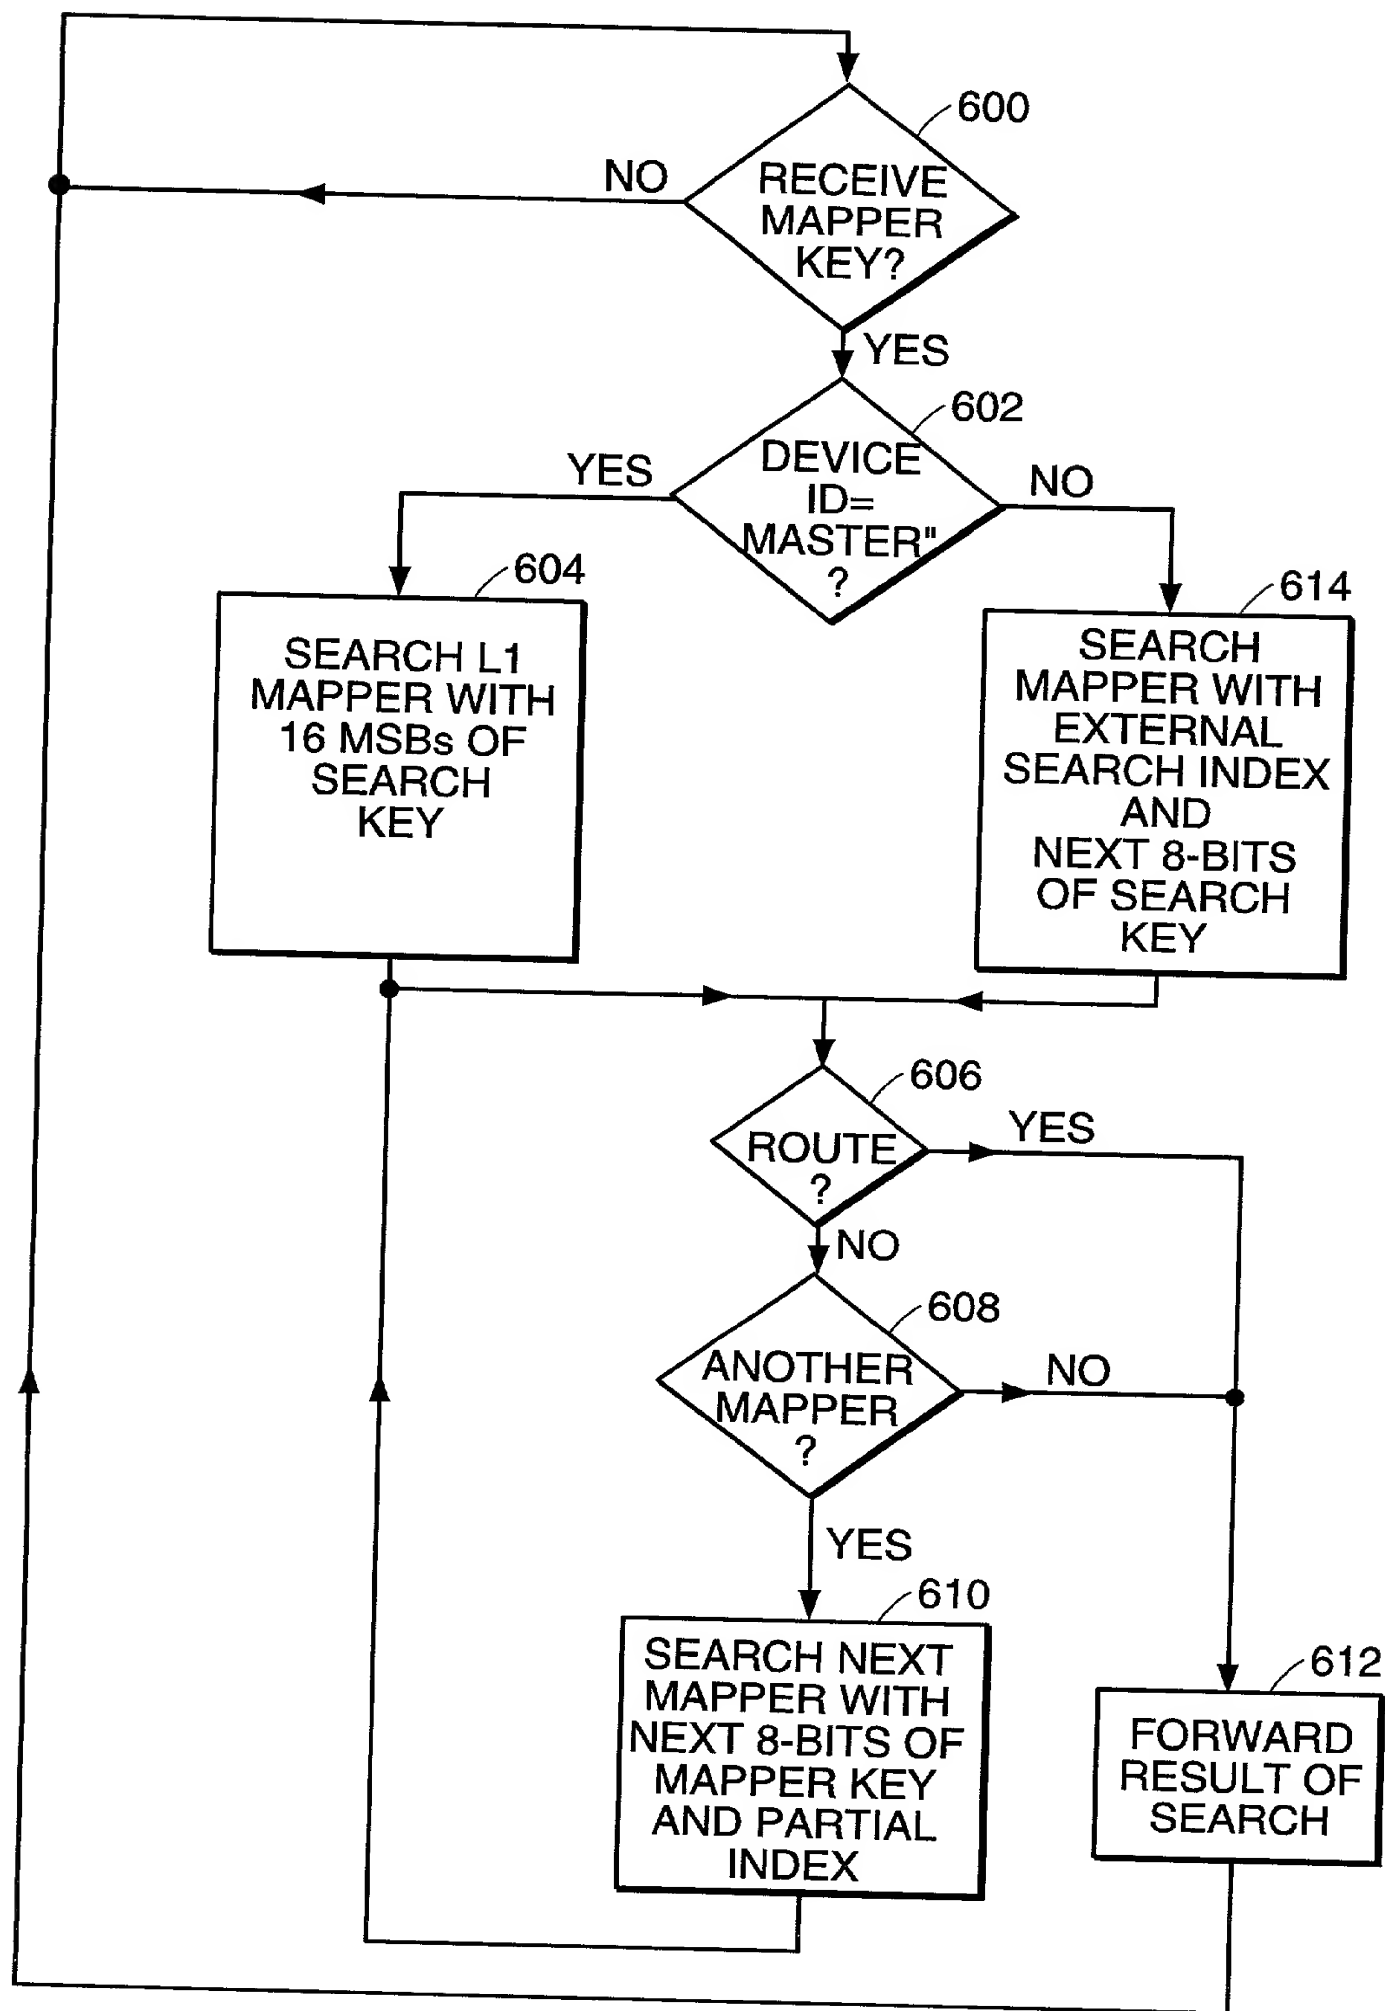 600
NO
RECEIVE
MAPPER
KEY?
YES
602
YES
DEVICE
ID=
MASTER"
?
NO
604
SEARCH L1
MAPPER WITH
16 MSBs OF
SEARCH
KEY
614
SEARCH
MAPPER WITH
EXTERNAL
SEARCH INDEX
AND
NEXT 8-BITS
OF SEARCH
KEY
606
ROUTE
?
YES
NO
608
ANOTHER
MAPPER
?
NO
YES
610
SEARCH NEXT
MAPPER WITH
NEXT 8-BITS OF
MAPPER KEY
AND PARTIAL
INDEX
612
FORWARD
RESULT OF
SEARCH